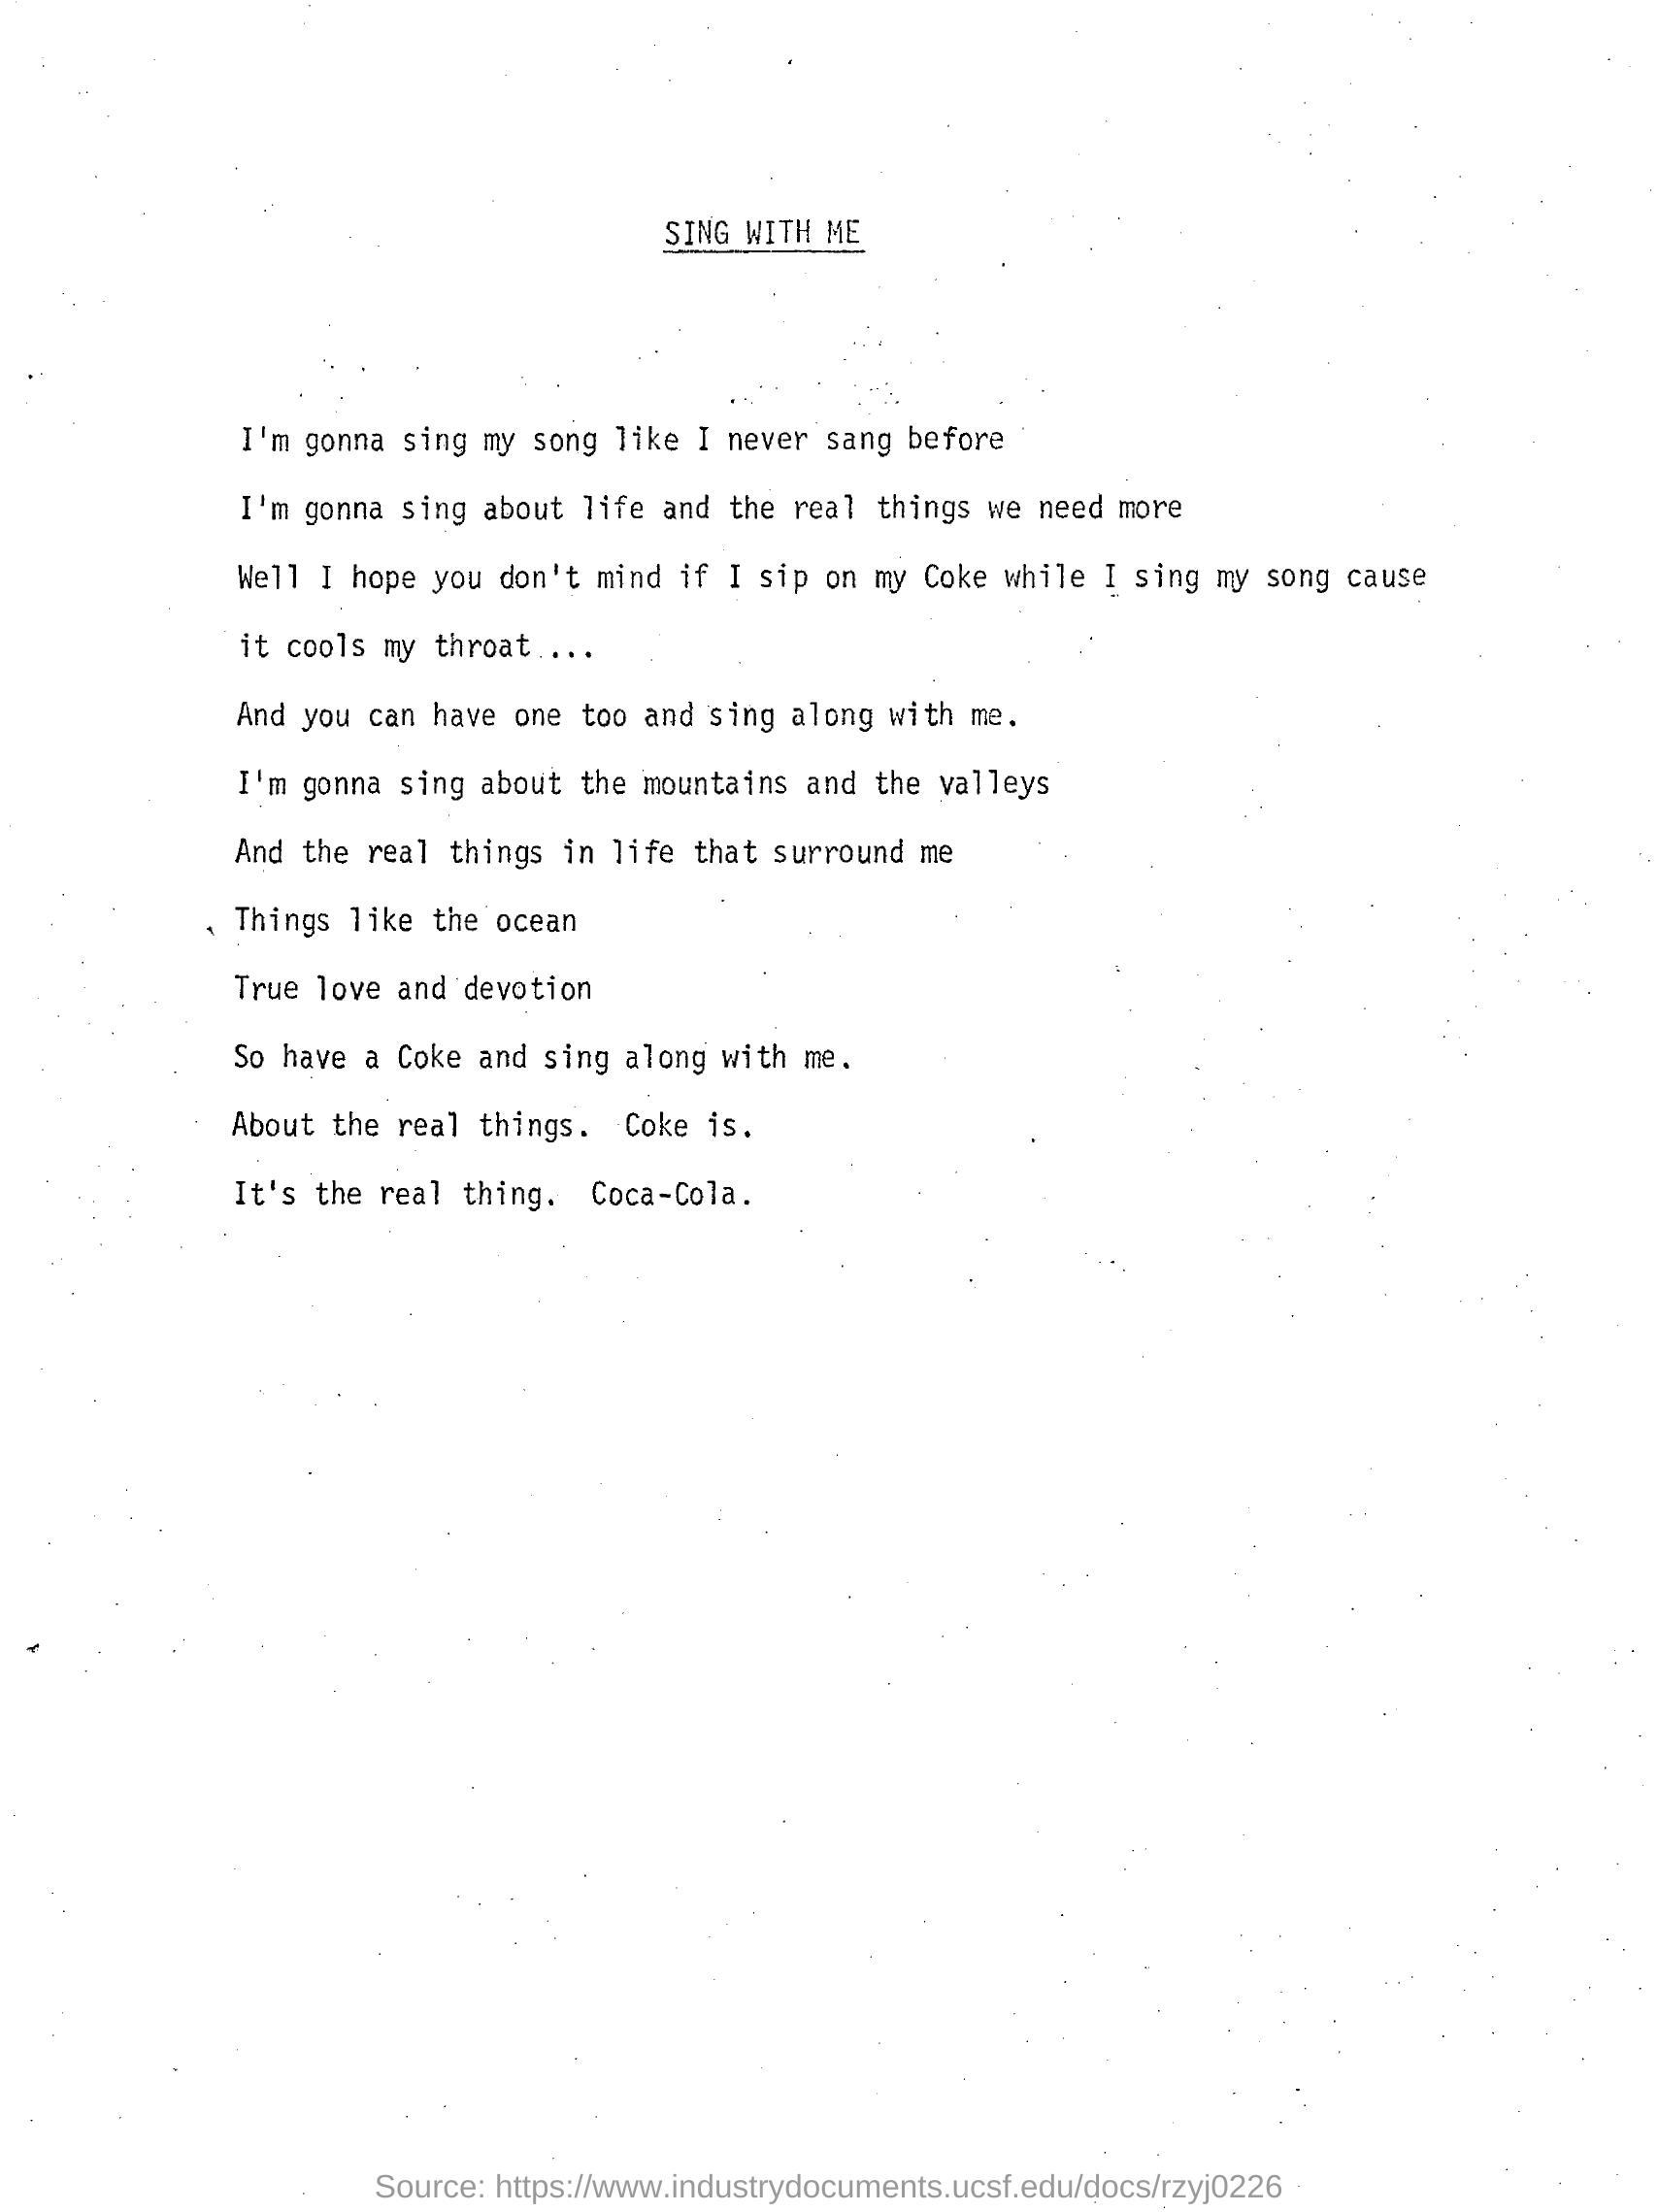 SING WITH ME
I'm gonna sing my song like I never sang before
I'm gonna sing about life and the real things we need more
Well I hope you don't mind if I sip on my Coke while I sing my song cause
it cools my throat ...
And you can have one too and sing along with me.
I'm gonna sing about the mountains and the valleys
And the real things in life that surround me
Things like the ocean
True love and devotion
So have a Coke and sing along with me.
About the real things.  Coke is.
It's the real thing.  Coca-Cola.
Source: https://www.industrydocuments.ucsf.edu/docs/rzyj0226